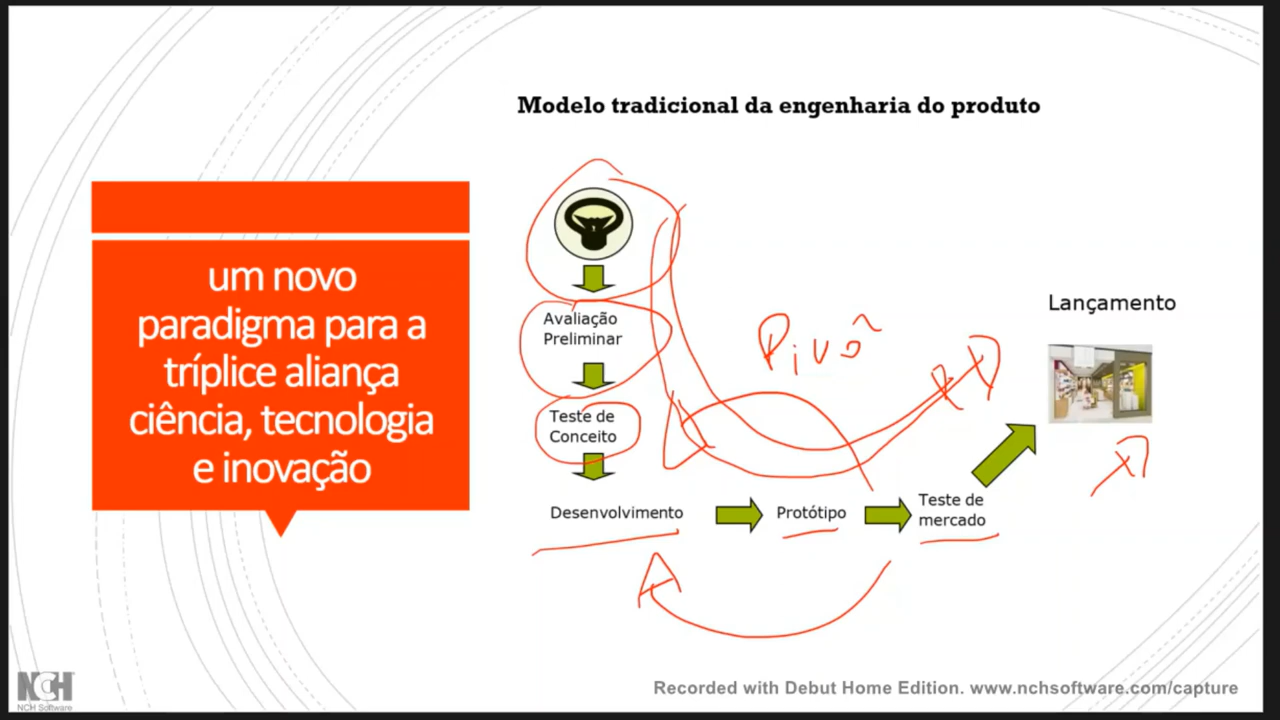 Modelo tradicional da engenharia do produto
um novo
paradigma para a
tríplice aliança
ciência, tecnologia
e inovação
Avaliação
Preliminar
Teste de
Conceito
Desenvolvimento
Protótipo
Teste de
mercado
Lançamento
Pivô
NCH
NCH Software
Recorded with Debut Home Edition. www.nchsoftware.com/capture